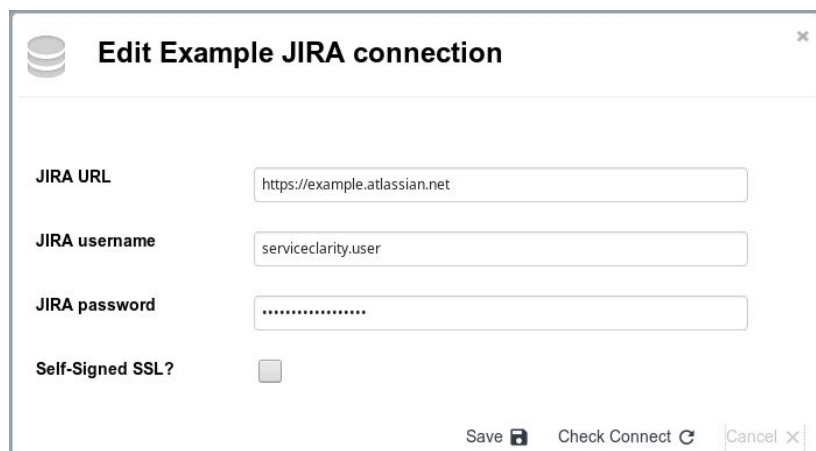 Edit Example JIRA connection
JIRA URL
https://example.atlassian.net
JIRA username
serviceclarity.user
JIRA password
••••••••••••••••••
Self-Signed SSL?
Save Check Connect Cancel